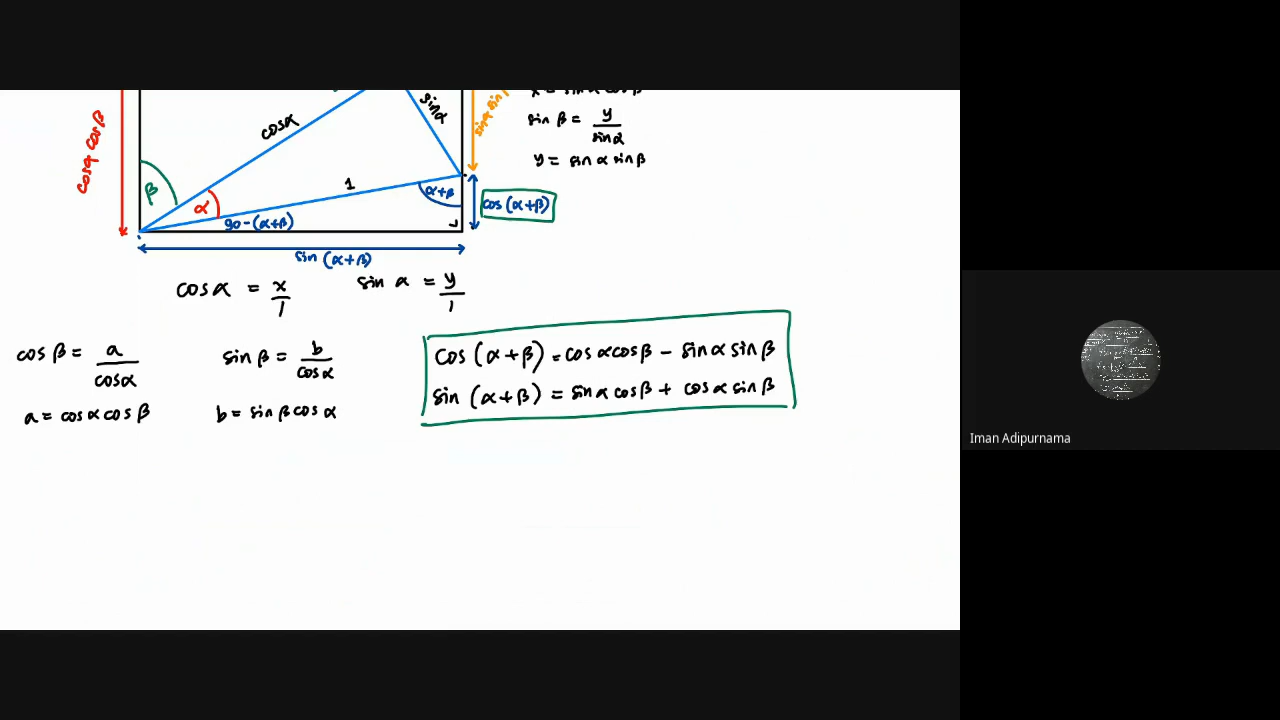 x = sin α cos β
sin β = y / sin α
y = sin α sin β
cos α cos β
cos α
sin α
sin α sin
β
α
1
α+β
90-(α+β)
cos (α+β)
sin (α+β)
cos α = x / 1
sin α = y / 1
cos β = a / cos α
sin β = b / cos α
a = cos α cos β
b = sin β cos α
cos (α+β) = cos α cos β - sin α sin β
sin (α+β) = sin α cos β + cos α sin β
Iman Adipurnama